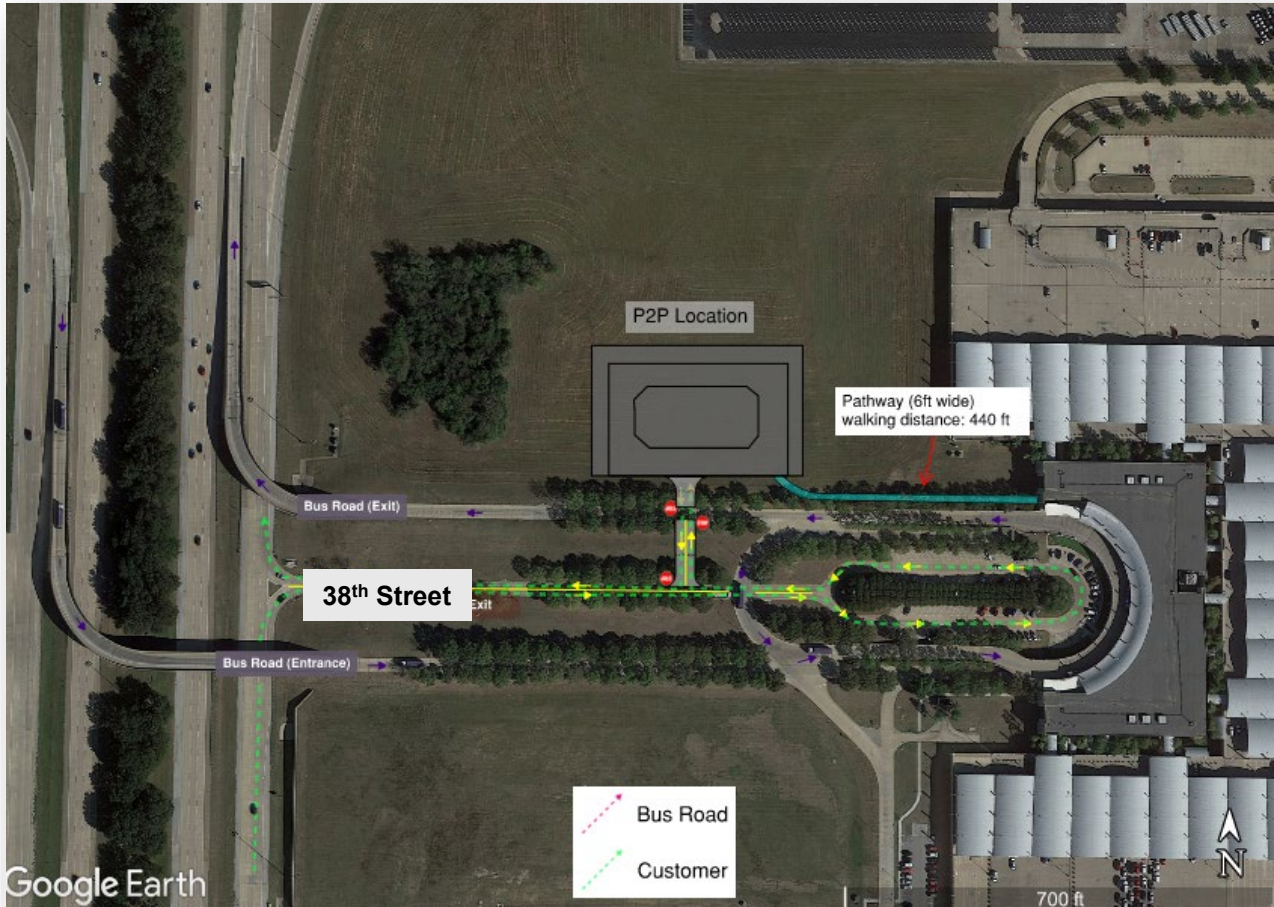 P2P Location
Pathway (6ft wide)
walking distance: 440 ft
Bus Road (Exit)
38th Street
Exit
Bus Road (Entrance)
Bus Road
Customer
N
Google Earth
700 ft